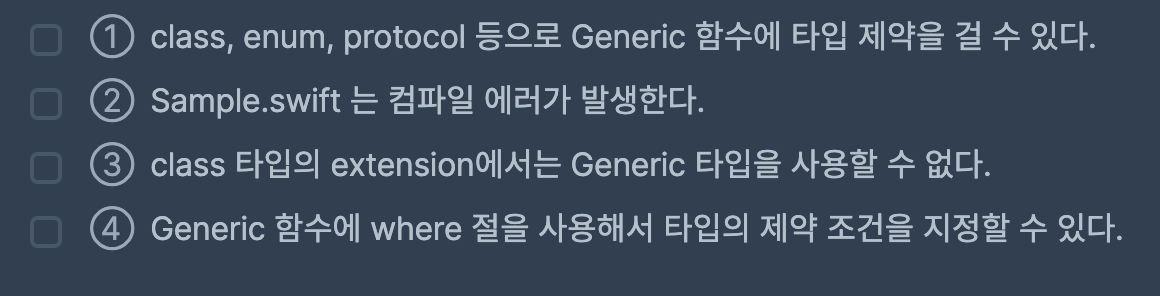 ① class, enum, protocol 등으로 Generic 함수에 타입 제약을 걸 수 있다.
② Sample.swift 는 컴파일 에러가 발생한다.
③ class 타입의 extension에서는 Generic 타입을 사용할 수 없다.
④ Generic 함수에 where 절을 사용해서 타입의 제약 조건을 지정할 수 있다.